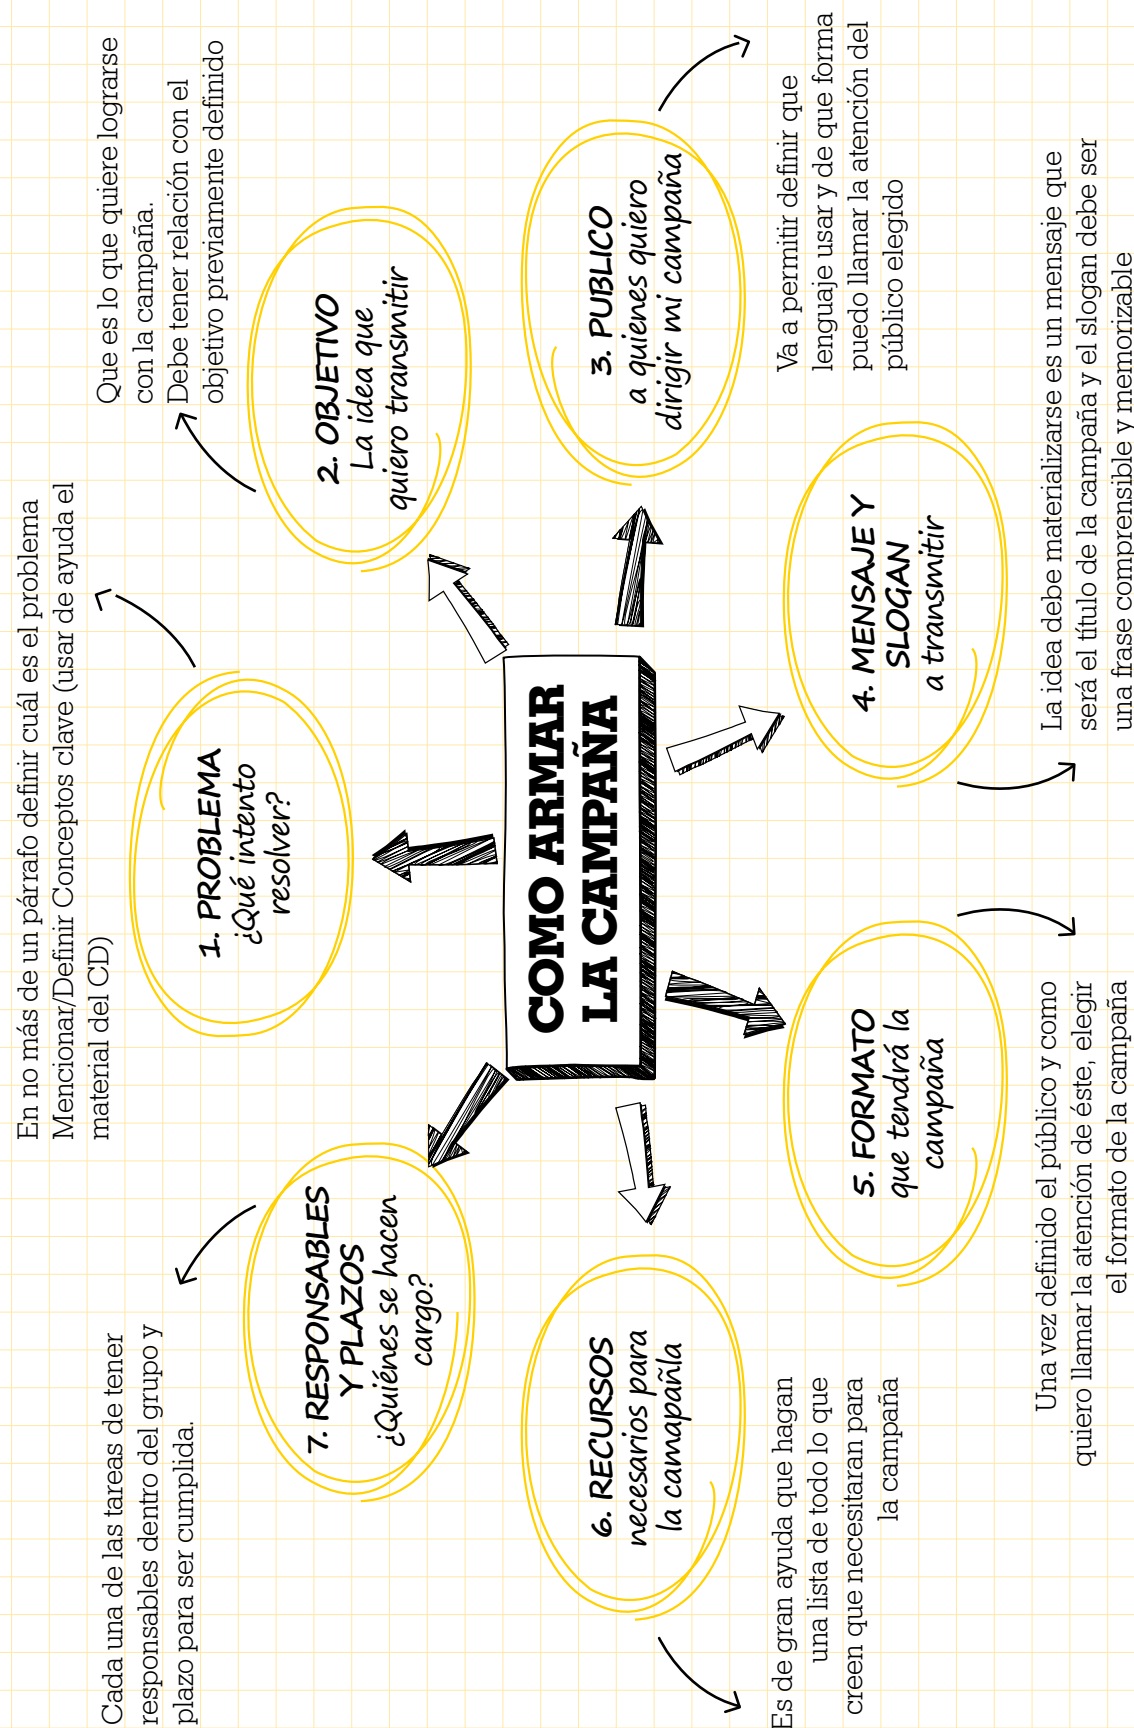 COMO ARMAR
LA CAMPAÑA
1. PROBLEMA
¿Qué intento
resolver?
En no más de un párrafo definir cuál es el problema
Mencionar/Definir Conceptos clave (usar de ayuda el
material del CD)
2. OBJETIVO
La idea que
quiero transmitir
Que es lo que quiere lograrse
con la campaña.
Debe tener relación con el
objetivo previamente definido
3. PUBLICO
a quienes quiero
dirigir mi campaña
Va a permitir definir que
lenguaje usar y de que forma
puedo llamar la atención del
público elegido
4. MENSAJE Y
SLOGAN
a transmitir
La idea debe materializarse es un mensaje que
será el título de la campaña y el slogan debe ser
una frase comprensible y memorizable
5. FORMATO
que tendrá la
campaña
Una vez definido el público y como
quiero llamar la atención de éste, elegir
el formato de la campaña
6. RECURSOS
necesarios para
la camapañla
Es de gran ayuda que hagan
una lista de todo lo que
creen que necesitaran para
la campaña
7. RESPONSABLES
Y PLAZOS
¿Quiénes se hacen
cargo?
Cada una de las tareas de tener
responsables dentro del grupo y
plazo para ser cumplida.